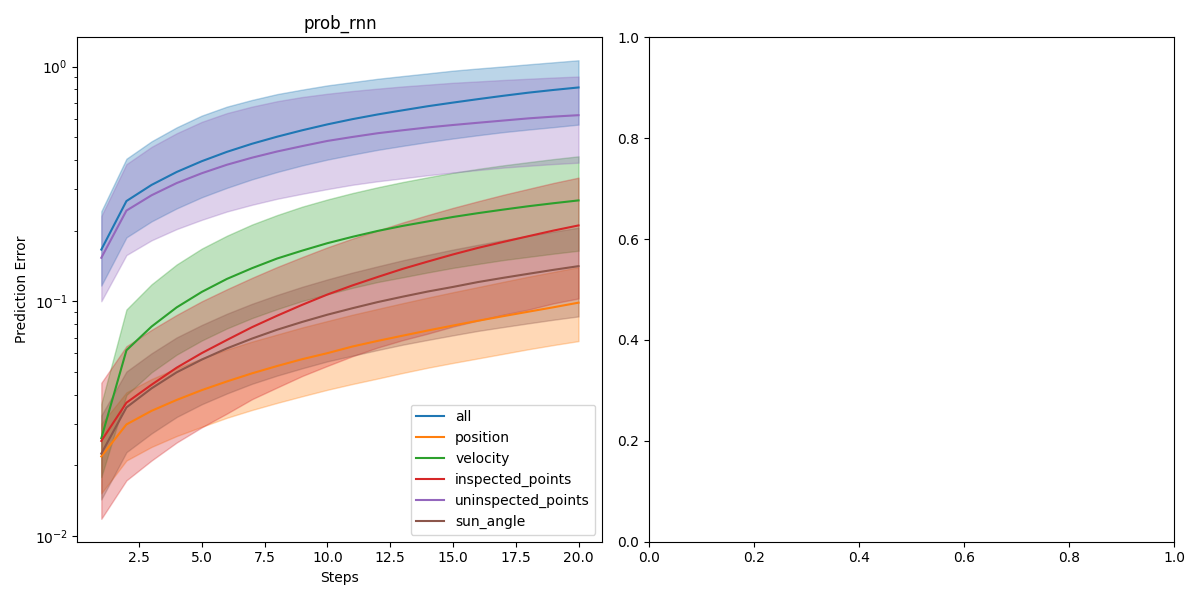 prob_rnn
10^0
10^-1
10^-2
Prediction Error
2.5 5.0 7.5 10.0 12.5 15.0 17.5 20.0
Steps
all
position
velocity
inspected_points
uninspected_points
sun_angle
1.0
0.8
0.6
0.4
0.2
0.0
0.0 0.2 0.4 0.6 0.8 1.0